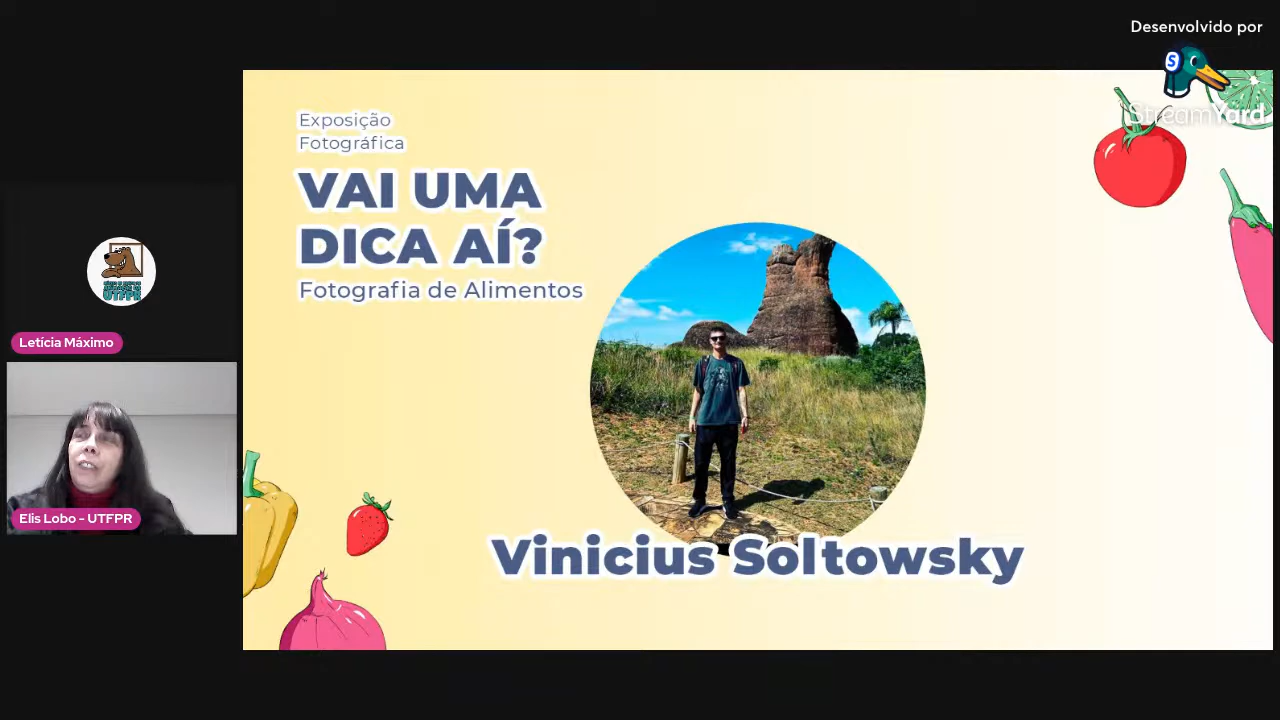 Desenvolvido por
StreamYard
Exposição
Fotográfica
VAI UMA
DICA AÍ?
Fotografia de Alimentos
Vinicius Soltowsky
UTFPR
Letícia Máximo
Elis Lobo - UTFPR